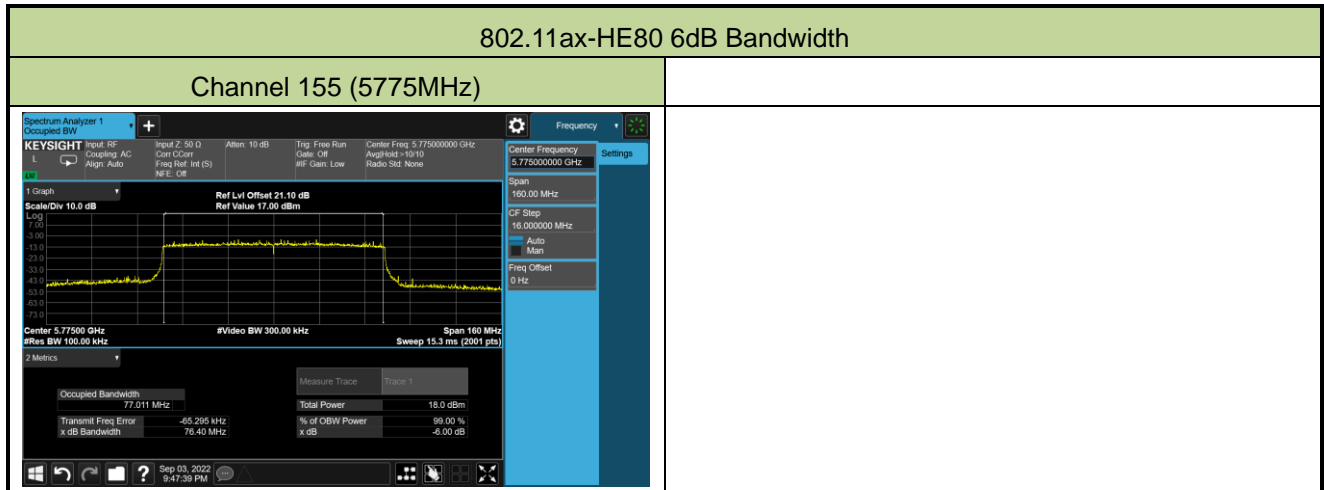 802.11ax-HE80 6dB Bandwidth
Channel 155 (5775MHz)
Spectrum Analyzer 1
Occupied BW
Frequency
KEYSIGHT
L
Input: RF
Coupling: AC
Align: Auto
Input Z: 50 Ω
Corr CCorr
Freq Ref: Int (S)
NFE: Off
Atten: 10 dB
Trig: Free Run
Gate: Off
#IF Gain: Low
Center Freq: 5.775000000 GHz
Avg|Hold:>10/10
Radio Std: None
Center Frequency
5.775000000 GHz
Settings
Span
160.00 MHz
CF Step
16.000000 MHz
Auto
Man
Freq Offset
0 Hz
1 Graph
Scale/Div 10.0 dB
Ref Lvl Offset 21.10 dB
Ref Value 17.00 dBm
Log
7.00
-3.00
-13.0
-23.0
-33.0
-43.0
-53.0
-63.0
-73.0
Center 5.77500 GHz
#Video BW 300.00 kHz
Span 160 MHz
#Res BW 100.00 kHz
Sweep 15.3 ms (2001 pts)
2 Metrics
Measure Trace
Trace 1
Occupied Bandwidth
77.011 MHz
Total Power
18.0 dBm
Transmit Freq Error
-65.295 kHz
% of OBW Power
99.00 %
x dB Bandwidth
76.40 MHz
x dB
-6.00 dB
?
Sep 03, 2022
9:47:39 PM